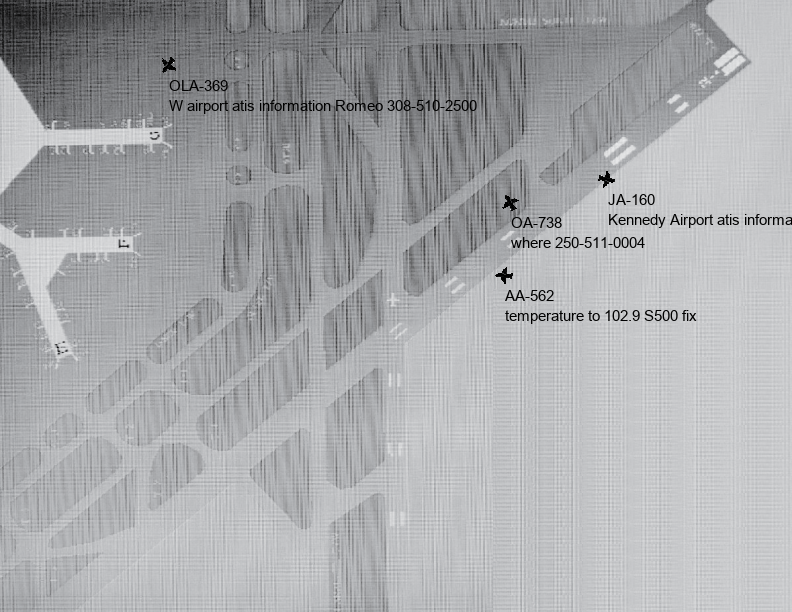 OLA-369
W airport atis information Romeo 308-510-2500
JA-160
Kennedy Airport atis informa
OA-738
where 250-511-0004
AA-562
temperature to 102.9 S500 fix